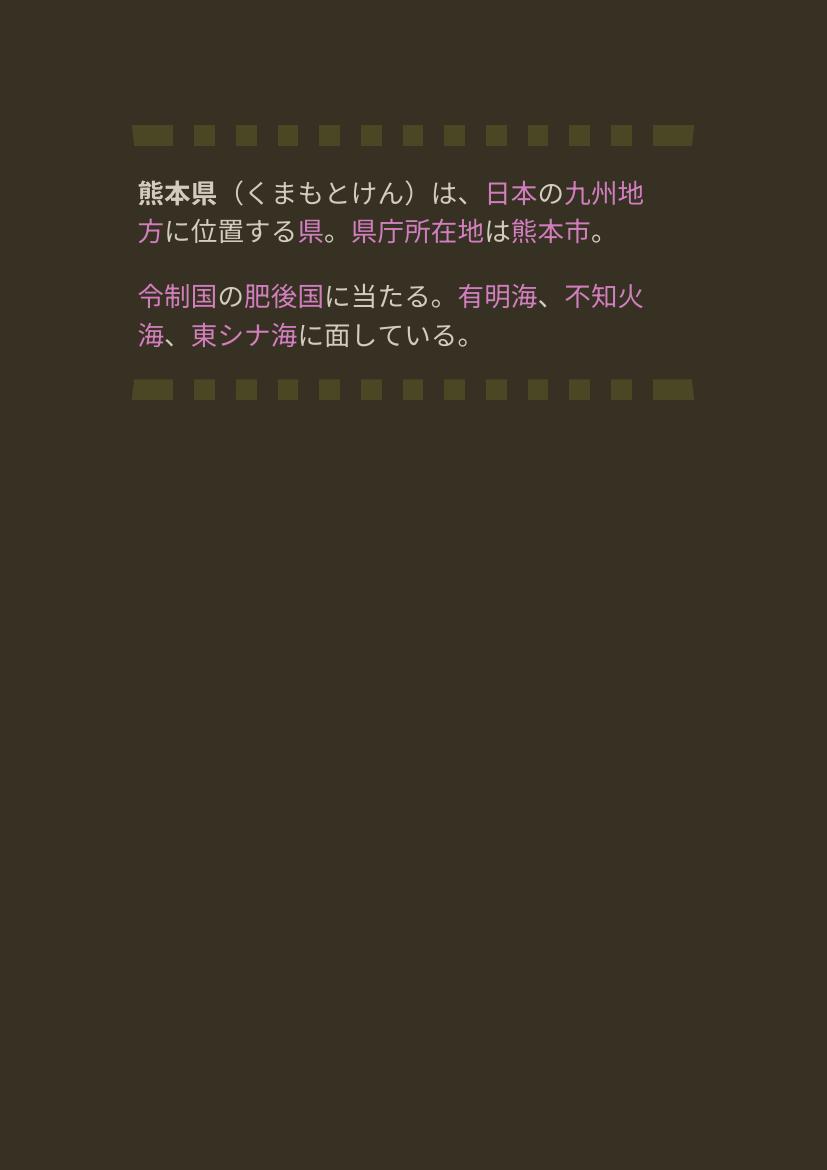 熊本県（くまもとけん）は、日本の九州地
方に位置する県。県庁所在地は熊本市。
令制国の肥後国に当たる。有明海、不知火
海、東シナ海に面している。